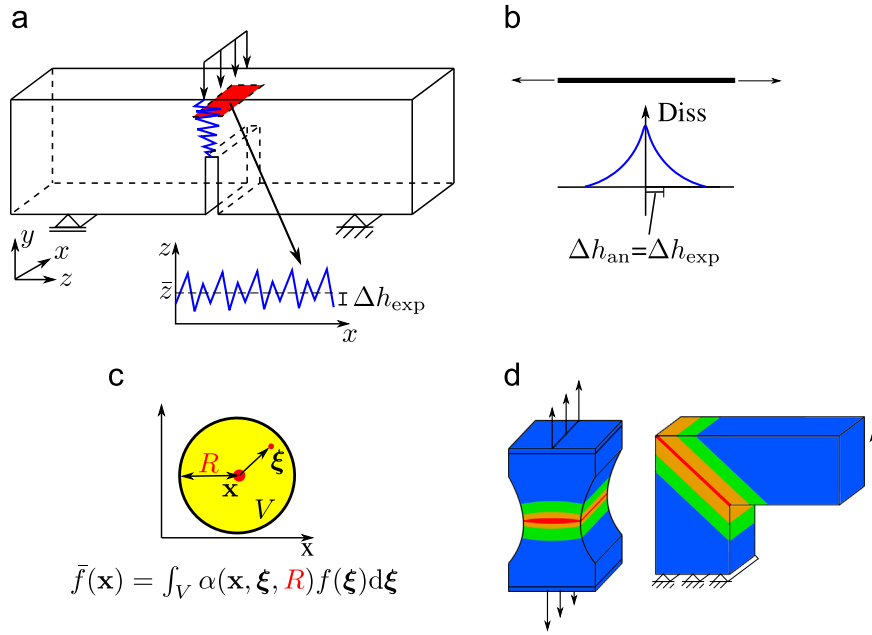 a
y
x
z
z
z̄
Δh_exp
x
b
Diss
Δh_an=Δh_exp
c
R
ξ
x
V
x
f̄(x) = ∫_V α(x, ξ, R)f(ξ)dξ
d